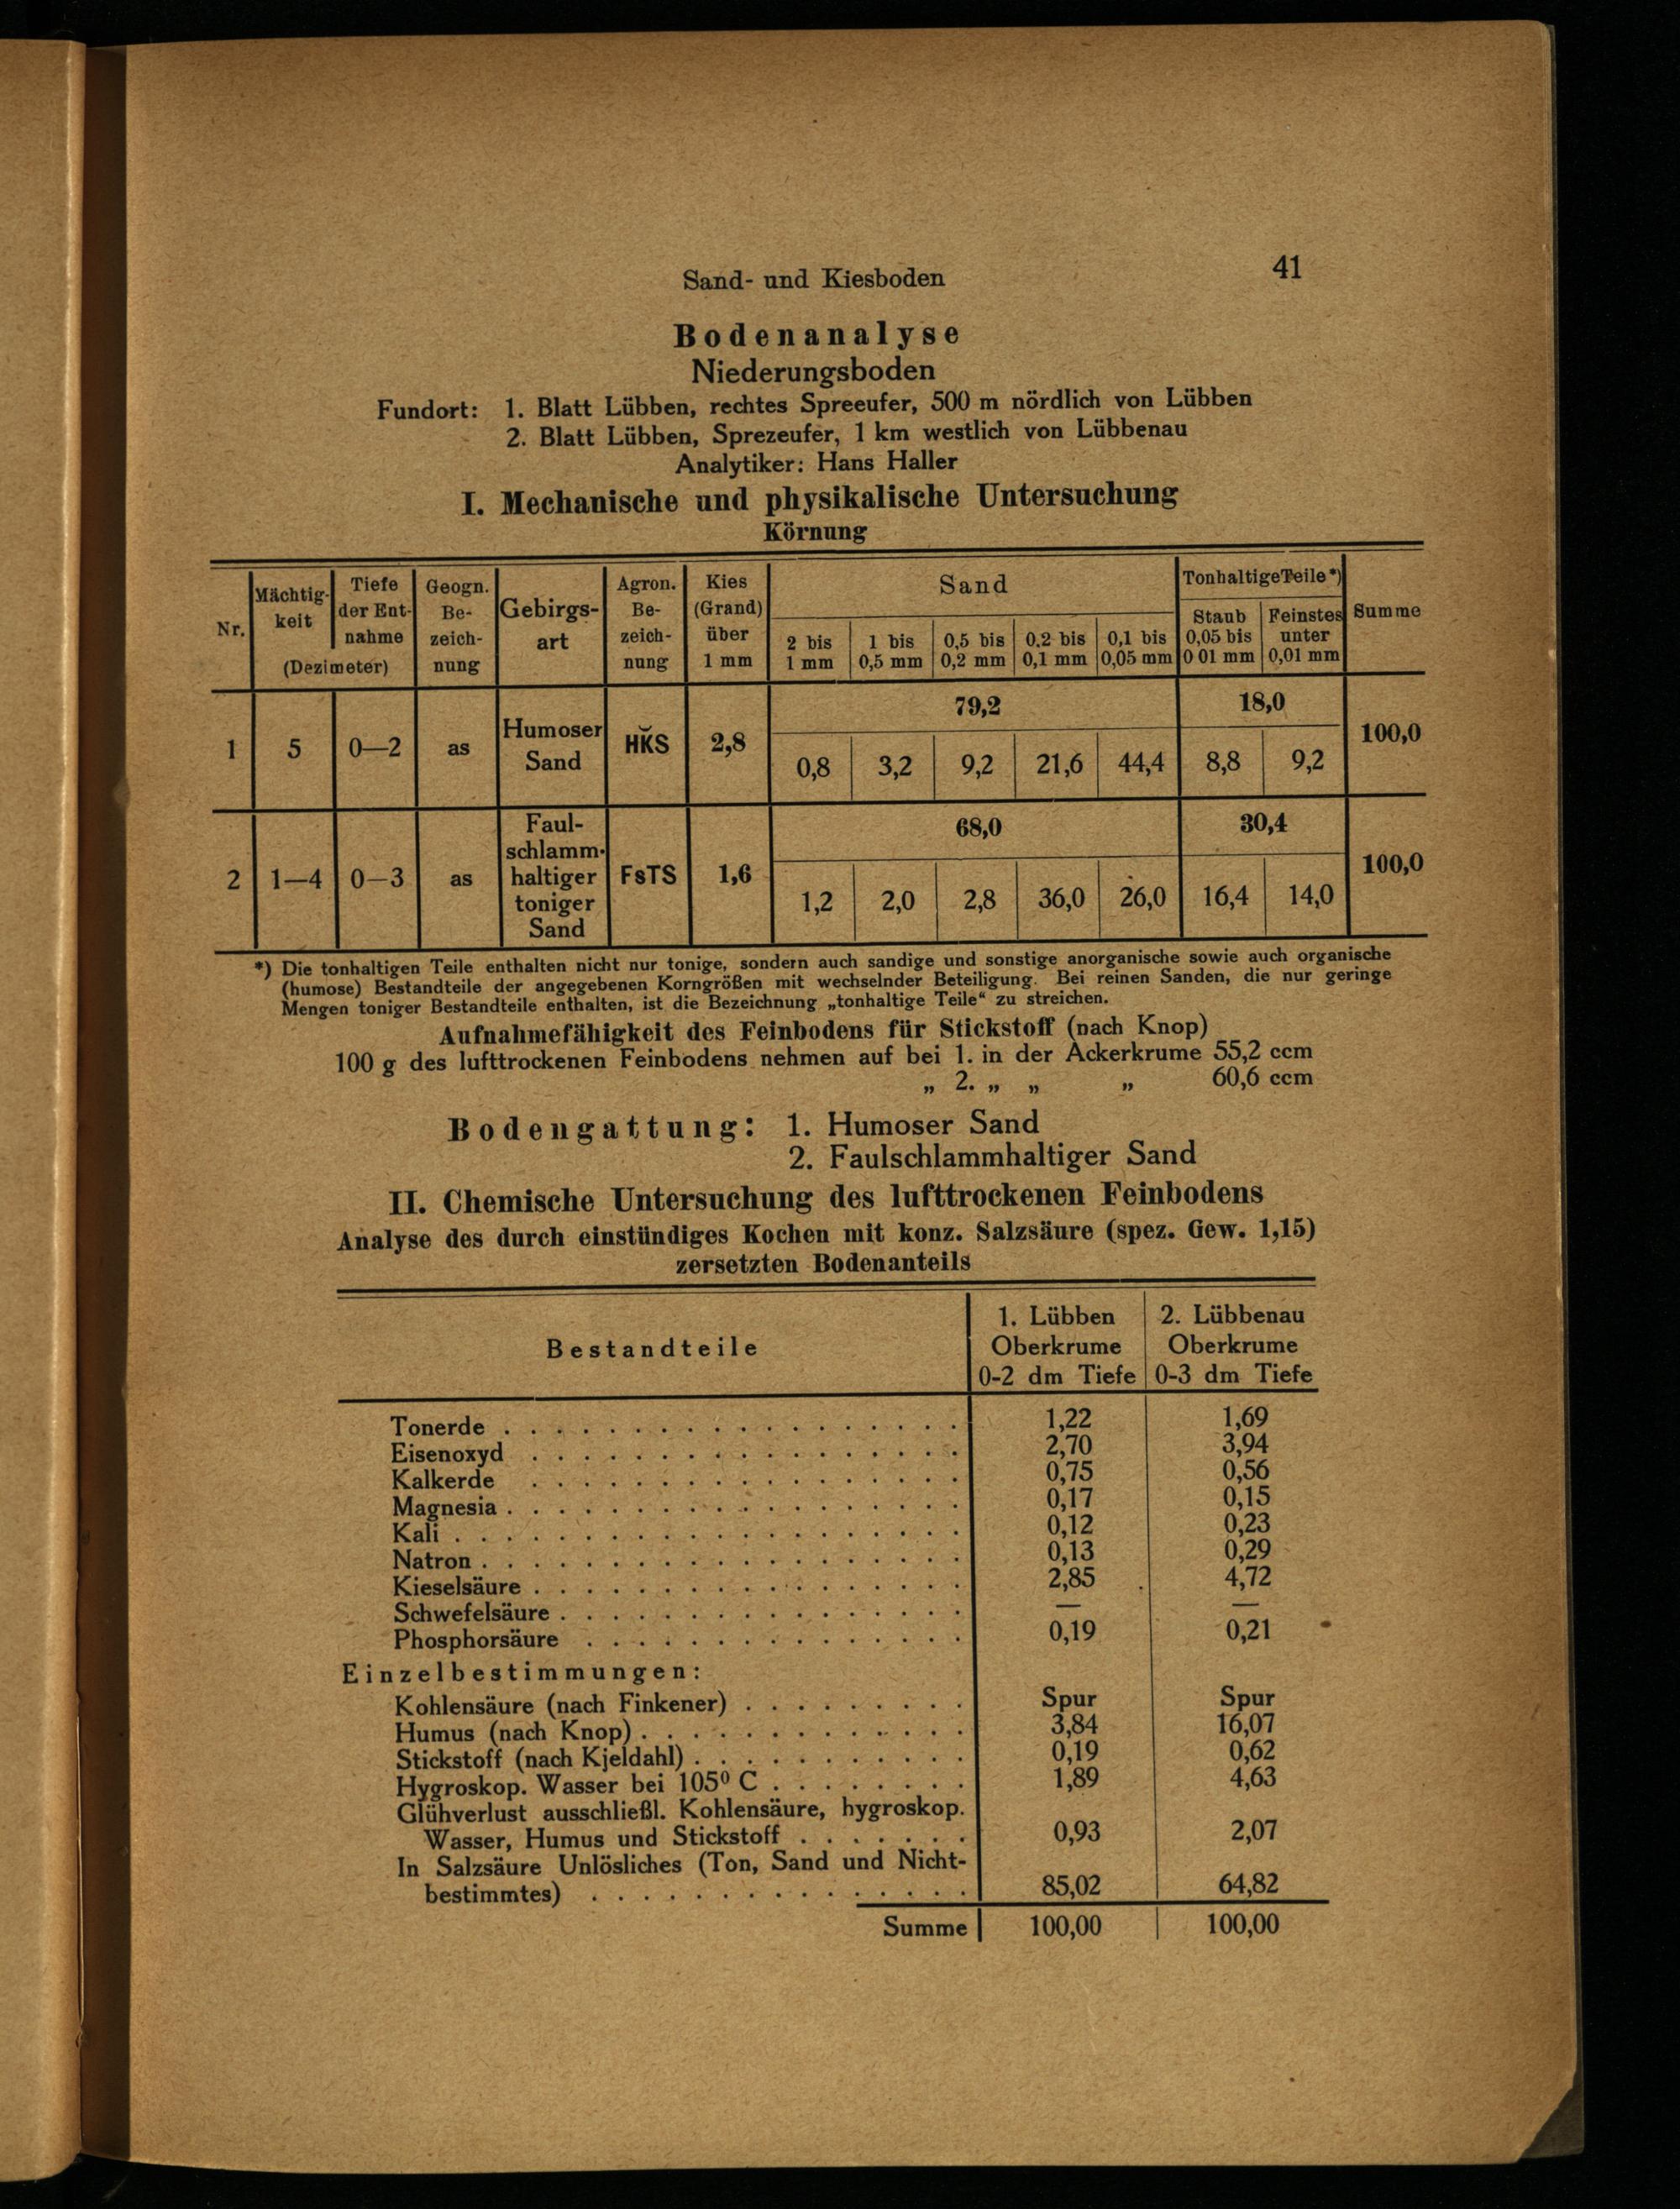 Sand- und Kiesboden 41
Bodenanalyse
Niederungsboden
Fundort: 1. Blatt Lübben, rechtes Spreeufer, 500 m nördlich von Lübben
2. Blatt Lübben, Sprezeufer, 1 km westlich von Lübbenau
Analytiker: Hans Haller
I. Mechanische und physikalische Untersuchung
Körnung
Nr. Mächtig- keit Tiefe der Ent- nahme (Dezimeter) Geogn. Be- zeich- nung Gebirgs- art Agron. Be- zeich- nung Kies (Grand) über 1 mm Sand Tonhaltige Teile*) Summe
2 bis 1 mm 1 bis 0,5 mm 0,5 bis 0,2 mm 0,2 bis 0,1 mm 0,1 bis 0,05 mm Staub 0,05 bis 0 01 mm Feinstes unter 0,01 mm
79,2 18,0
1 5 0—2 as Humoser Sand HǨS 2,8 0,8 3,2 9,2 21,6 44,4 8,8 9,2 100,0
68,0 30,4
2 1—4 0—3 as Faul- schlamm- haltiger toniger Sand FsTS 1,6 1,2 2,0 2,8 36,0 26,0 16,4 14,0 100,0
*) Die tonhaltigen Teile enthalten nicht nur tonige, sondern auch sandige und sonstige anorganische sowie auch organische
(humose) Bestandteile der angegebenen Korngrößen mit wechselnder Beteiligung. Bei reinen Sanden, die nur geringe
Mengen toniger Bestandteile enthalten, ist die Bezeichnung „tonhaltige Teile“ zu streichen.
Aufnahmefähigkeit des Feinbodens für Stickstoff (nach Knop)
100 g des lufttrockenen Feinbodens nehmen auf bei 1. in der Ackerkrume 55,2 ccm
„ 2. „ „ „ 60,6 ccm
Bodengattung: 1. Humoser Sand
2. Faulschlammhaltiger Sand
II. Chemische Untersuchung des lufttrockenen Feinbodens
Analyse des durch einstündiges Kochen mit konz. Salzsäure (spez. Gew. 1,15)
zersetzten Bodenanteils
Bestandteile 1. Lübben Oberkrume 0-2 dm Tiefe 2. Lübbenau Oberkrume 0-3 dm Tiefe
Tonerde . . . . . . . . . . 1,22 1,69
Eisenoxyd . . . . . . . . . . 2,70 3,94
Kalkerde . . . . . . . . . . 0,75 0,56
Magnesia . . . . . . . . . . 0,17 0,15
Kali . . . . . . . . . . 0,12 0,23
Natron . . . . . . . . . . 0,13 0,29
Kieselsäure . . . . . . . . . . 2,85 4,72
Schwefelsäure . . . . . . . . . . — —
Phosphorsäure . . . . . . . . . . 0,19 0,21
Einzelbestimmungen:
Kohlensäure (nach Finkener) . . . . . . . . . Spur Spur
Humus (nach Knop) . . . . . . . . . . 3,84 16,07
Stickstoff (nach Kjeldahl) . . . . . . . . . . 0,19 0,62
Hygroskop. Wasser bei 105⁰ C . . . . . . . . 1,89 4,63
Glühverlust ausschließl. Kohlensäure, hygroskop.
Wasser, Humus und Stickstoff . . . . . . . 0,93 2,07
In Salzsäure Unlösliches (Ton, Sand und Nicht-
bestimmtes) . . . . . . . . . . 85,02 64,82
Summe 100,00 100,00